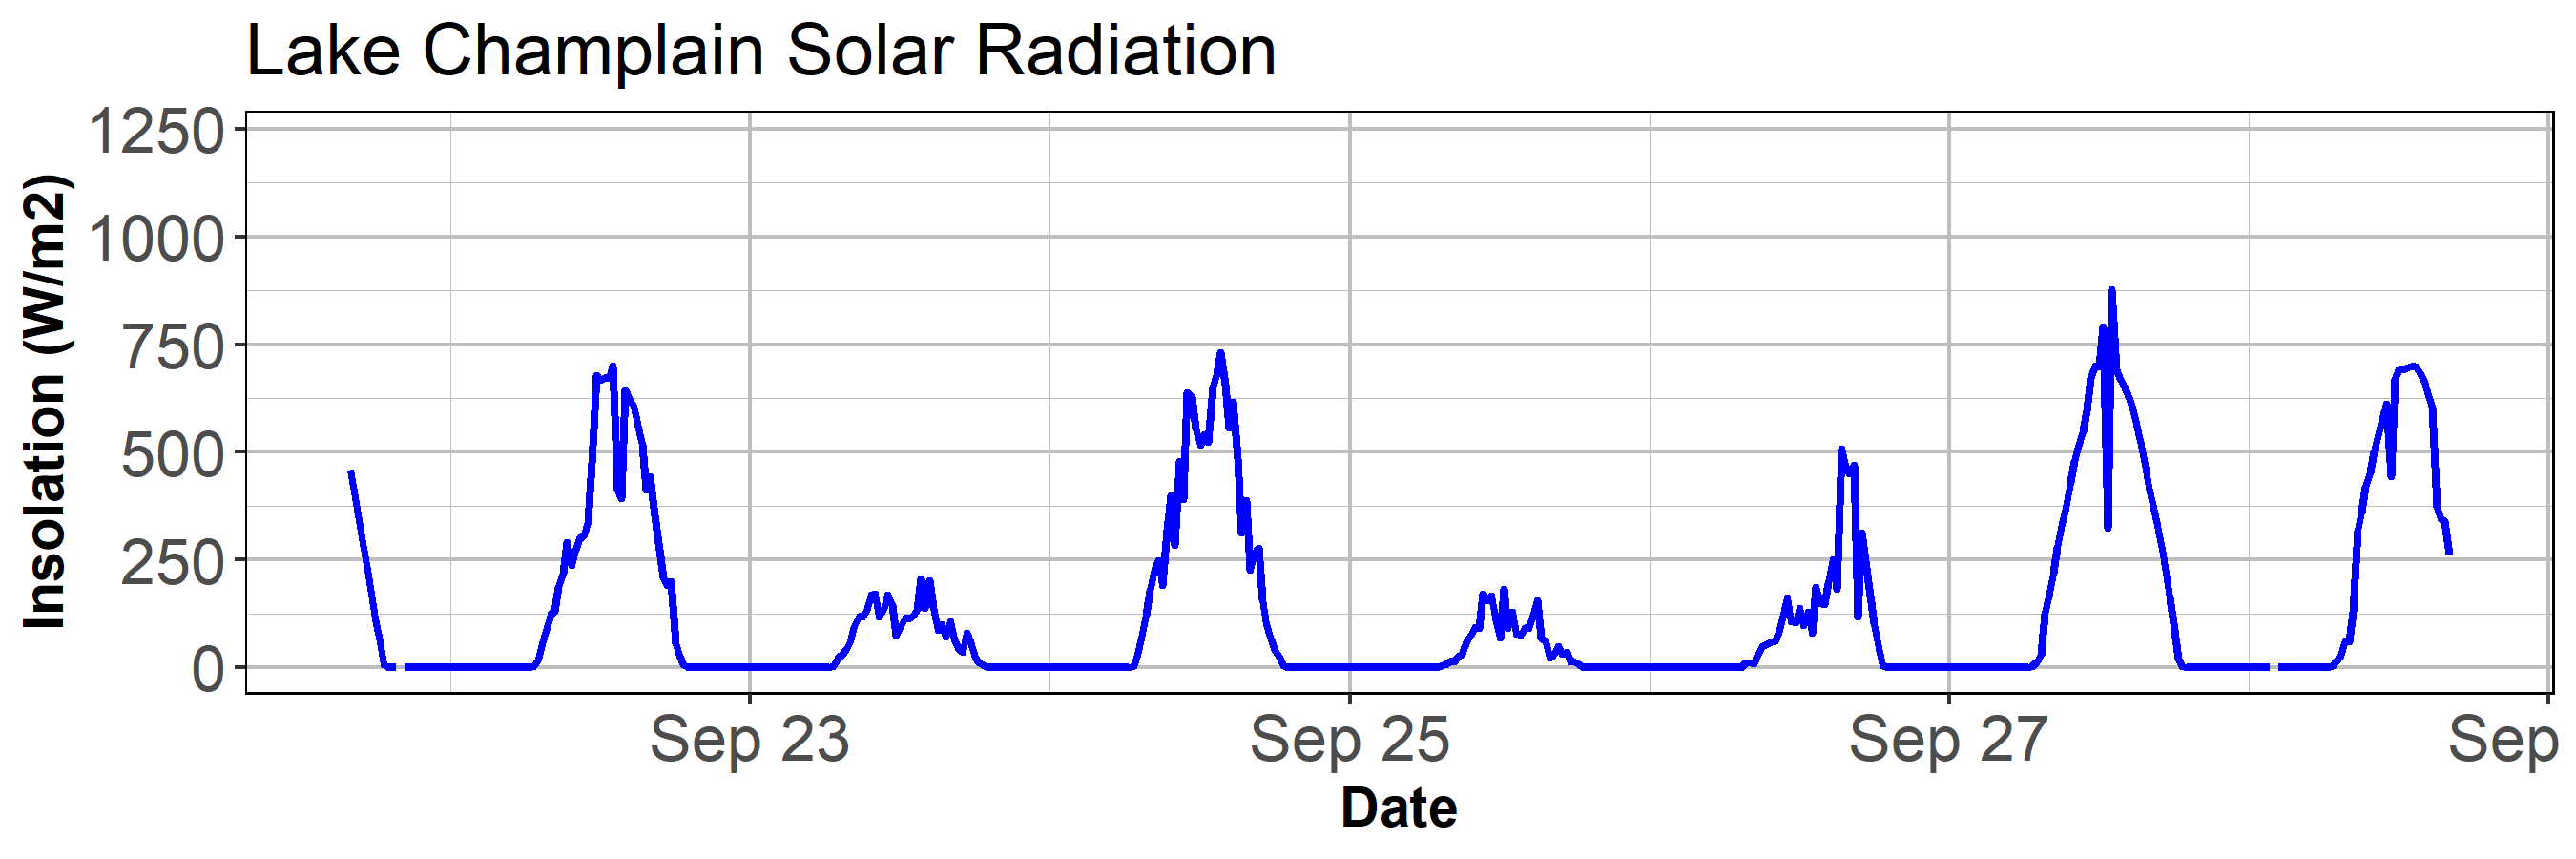 Lake Champlain Solar Radiation
1250
1000
750
500
250
0
Insolation (W/m2)
Sep 23
Sep 25
Sep 27
Sep
Date